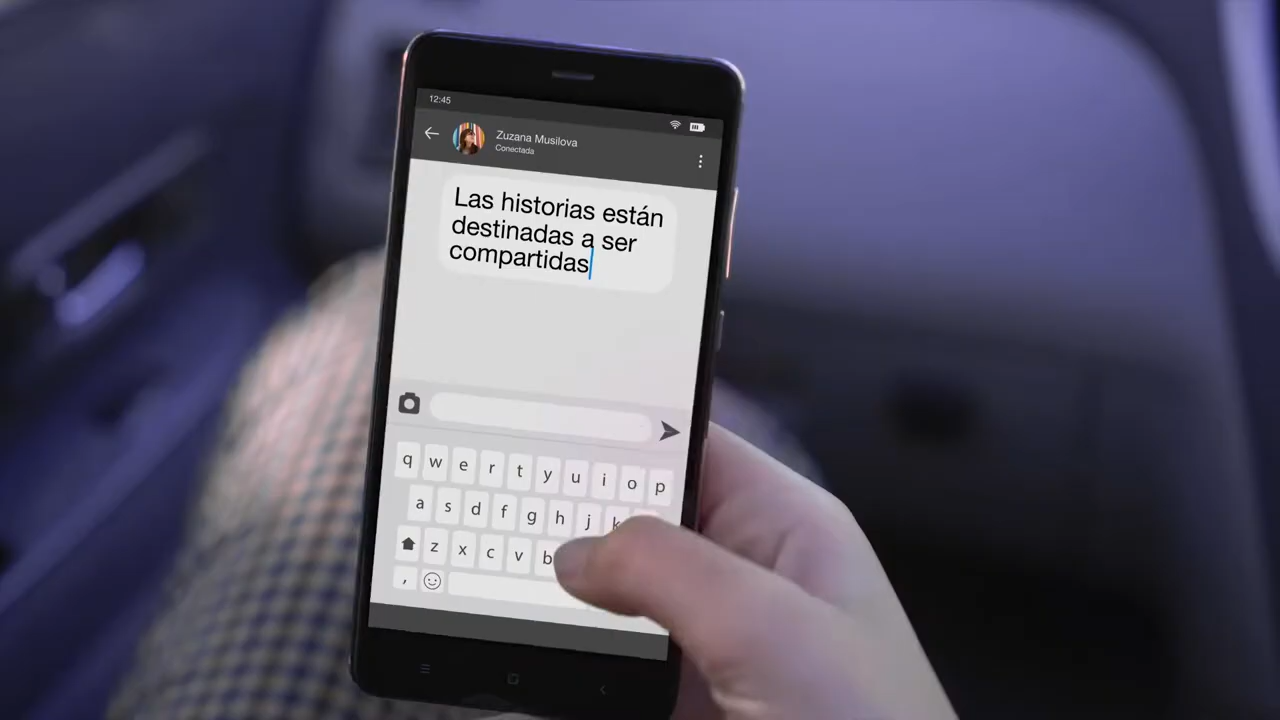 12:45
Zuzana Musilova
Conectada
Las historias están
destinadas a ser
compartidas
q w e r t y u i o p
a s d f g h j k
z x c v b
,